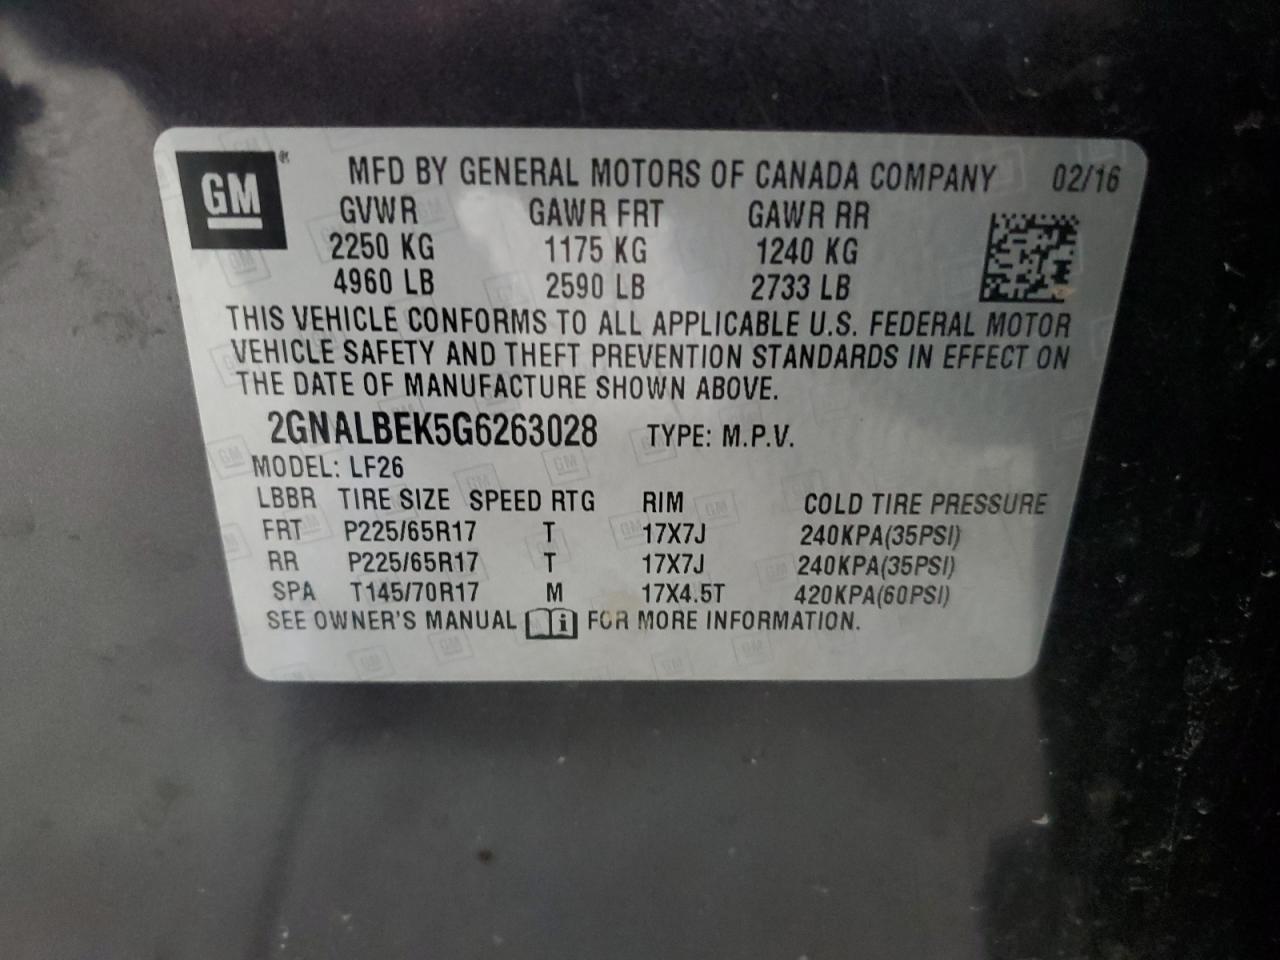 GM
MFD BY GENERAL MOTORS OF CANADA COMPANY 02/16
GVWR GAWR FRT GAWR RR
2250 KG 1175 KG 1240 KG
4960 LB 2590 LB 2733 LB
THIS VEHICLE CONFORMS TO ALL APPLICABLE U.S. FEDERAL MOTOR
VEHICLE SAFETY AND THEFT PREVENTION STANDARDS IN EFFECT ON
THE DATE OF MANUFACTURE SHOWN ABOVE.
2GNALBEK5G6263028 TYPE: M.P.V.
MODEL: LF26
LBBR TIRE SIZE SPEED RTG RIM COLD TIRE PRESSURE
FRT P225/65R17 T 17X7J 240KPA(35PSI)
RR P225/65R17 T 17X7J 240KPA(35PSI)
SPA T145/70R17 M 17X4.5T 420KPA(60PSI)
SEE OWNER'S MANUAL i FOR MORE INFORMATION.